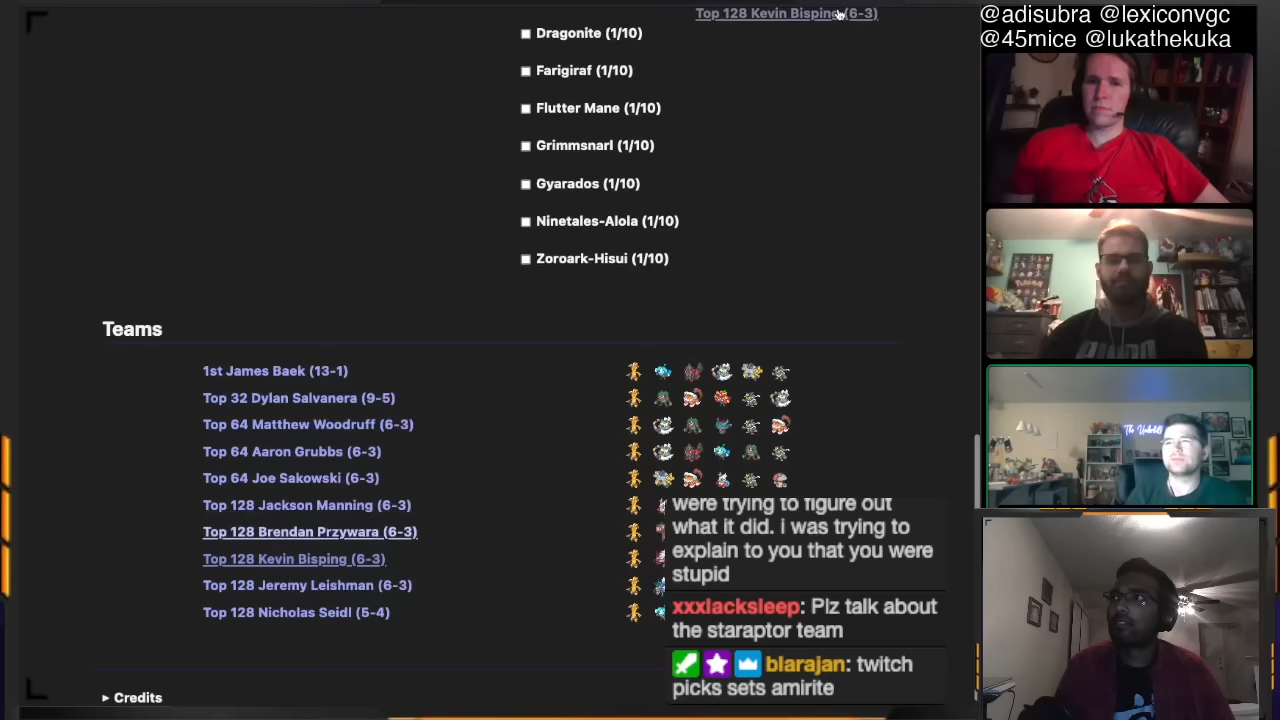 Top 128 Kevin Bisping (6-3)
Dragonite (1/10)
Farigiraf (1/10)
Flutter Mane (1/10)
Grimmsnarl (1/10)
Gyarados (1/10)
Ninetales-Alola (1/10)
Zoroark-Hisui (1/10)
Teams
1st James Baek (13-1)
Top 32 Dylan Salvanera (9-5)
Top 64 Matthew Woodruff (6-3)
Top 64 Aaron Grubbs (6-3)
Top 64 Joe Sakowski (6-3)
Top 128 Jackson Manning (6-3)
Top 128 Brendan Przywara (6-3)
Top 128 Kevin Bisping (6-3)
Top 128 Jeremy Leishman (6-3)
Top 128 Nicholas Seidl (5-4)
Credits
were trying to figure out
what it did. i was trying to
explain to you that you were
stupid
xxxlacksleep: Plz talk about
the staraptor team
blarajan: twitch
picks sets amirite
@adisubra @lexiconvgc
@45mice @lukathekuka